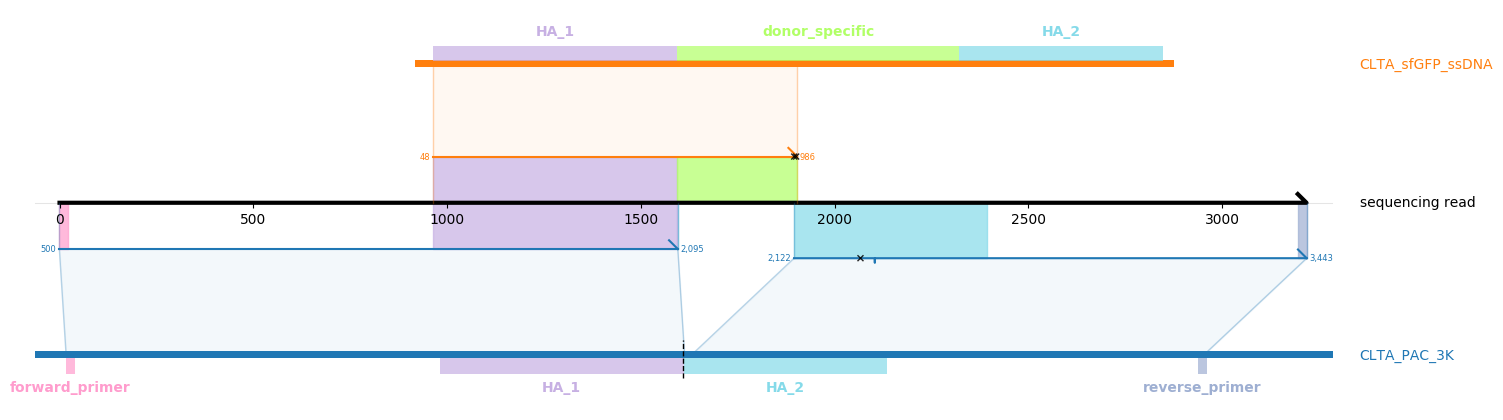 HA_1 donor_specific HA_2
CLTA_sfGFP_ssDNA
48 986
sequencing read
0 500 1000 1500 2000 2500 3000
500 2,095 2,122 3,443
CLTA_PAC_3K
forward_primer HA_1 HA_2 reverse_primer